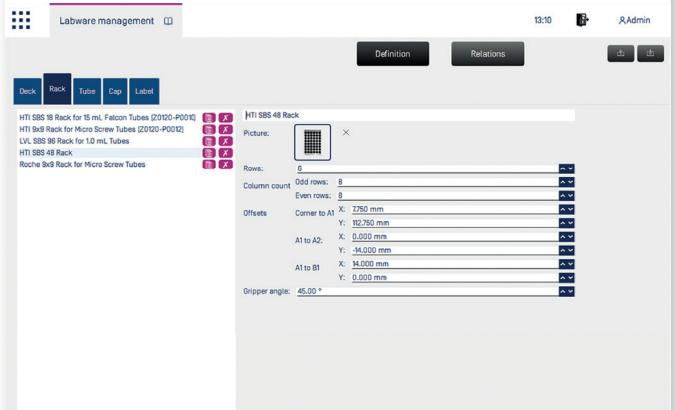 Labware management
13:10
Admin
Definition
Relations
Deck
Rack
Tube
Cap
Label
HTI SBS 18 Rack for 15 mL Falcon Tubes [Z0120-P0010]
HTI 9x9 Rack for Micro Screw Tubes [Z0120-P0012]
LVL SBS 96 Rack for 1.0 mL Tubes
HTI SBS 48 Rack
Roche 9x9 Rack for Micro Screw Tubes
HTI SBS 48 Rack
Picture:
Rows: 6
Column count Odd rows: 8
Even rows: 8
Offsets Corner to A1 X: 7.750 mm
Y: 112.750 mm
A1 to A2: X: 0.000 mm
Y: -14.000 mm
A1 to B1 X: 14.000 mm
Y: 0.000 mm
Gripper angle: 45.00 °